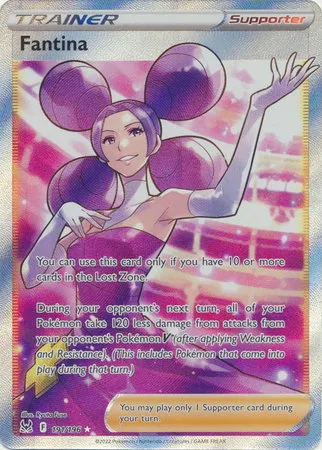 TRAINER Supporter
Fantina
You can use this card only if you have 10 or more
cards in the Lost Zone.
During your opponent's next turn, all of your
Pokémon take 120 less damage from attacks
from your opponent's Pokémon V (after applying Weakness
and Resistance). (This includes Pokémon that come into
play during that turn.)
Illus. Ryuta Fuse
F 191/196 ★
You may play only 1 Supporter card during
your turn.
©2022 Pokémon / Nintendo / Creatures / GAME FREAK